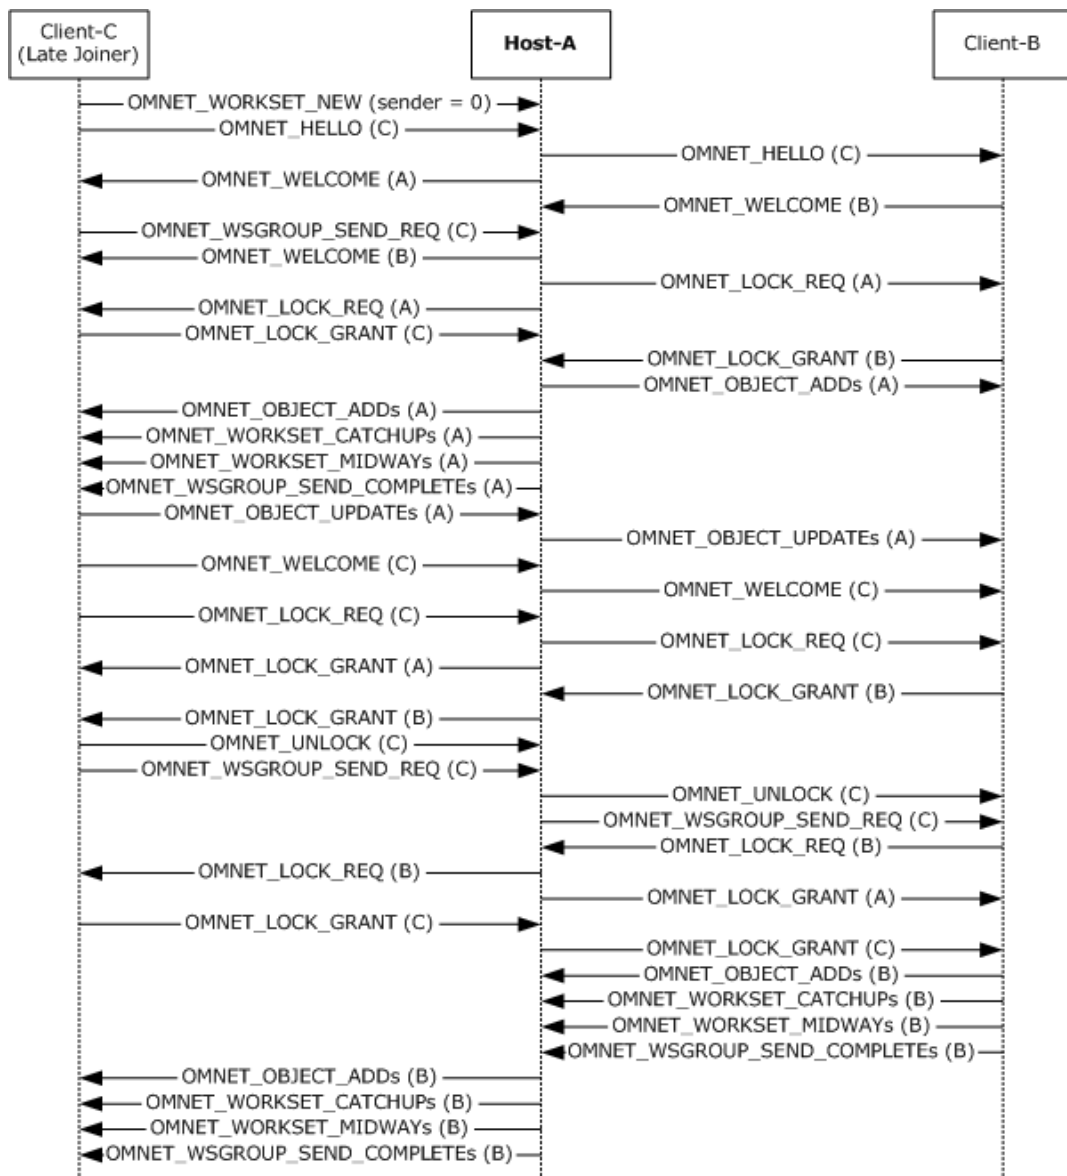 Client-C
(Late Joiner)
Host-A
Client-B
OMNET_WORKSET_NEW (sender = 0)
OMNET_HELLO (C)
OMNET_HELLO (C)
OMNET_WELCOME (A)
OMNET_WELCOME (B)
OMNET_WSGROUP_SEND_REQ (C)
OMNET_WELCOME (B)
OMNET_LOCK_REQ (A)
OMNET_LOCK_REQ (A)
OMNET_LOCK_GRANT (C)
OMNET_LOCK_GRANT (B)
OMNET_OBJECT_ADDs (A)
OMNET_OBJECT_ADDs (A)
OMNET_WORKSET_CATCHUPs (A)
OMNET_WORKSET_MIDWAYs (A)
OMNET_WSGROUP_SEND_COMPLETEs (A)
OMNET_OBJECT_UPDATEs (A)
OMNET_OBJECT_UPDATEs (A)
OMNET_WELCOME (C)
OMNET_WELCOME (C)
OMNET_LOCK_REQ (C)
OMNET_LOCK_REQ (C)
OMNET_LOCK_GRANT (A)
OMNET_LOCK_GRANT (B)
OMNET_LOCK_GRANT (B)
OMNET_UNLOCK (C)
OMNET_WSGROUP_SEND_REQ (C)
OMNET_UNLOCK (C)
OMNET_WSGROUP_SEND_REQ (C)
OMNET_LOCK_REQ (B)
OMNET_LOCK_REQ (B)
OMNET_LOCK_GRANT (A)
OMNET_LOCK_GRANT (C)
OMNET_LOCK_GRANT (C)
OMNET_OBJECT_ADDs (B)
OMNET_WORKSET_CATCHUPs (B)
OMNET_WORKSET_MIDWAYs (B)
OMNET_WSGROUP_SEND_COMPLETEs (B)
OMNET_OBJECT_ADDs (B)
OMNET_WORKSET_CATCHUPs (B)
OMNET_WORKSET_MIDWAYs (B)
OMNET_WSGROUP_SEND_COMPLETEs (B)